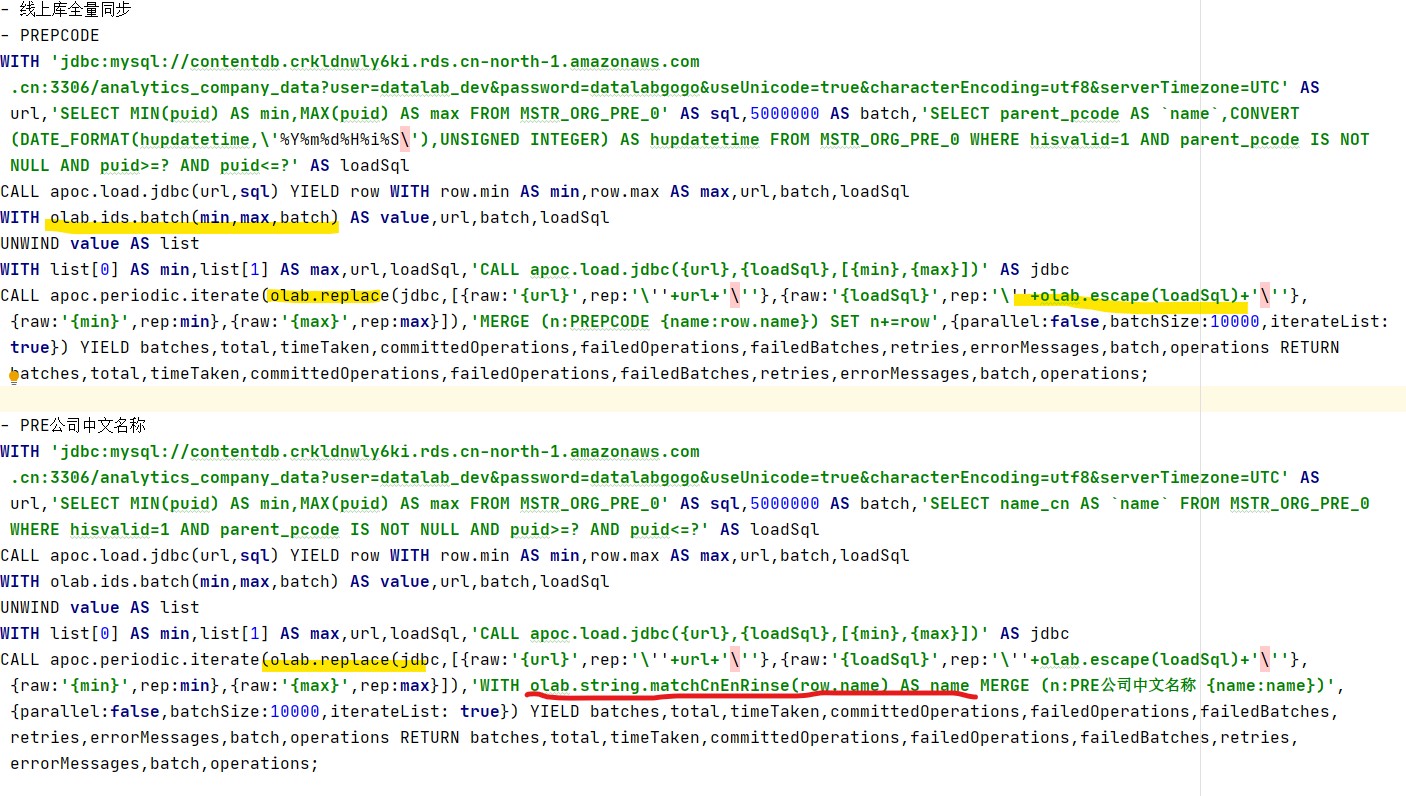 - 线上库全量同步
- PREPCODE
WITH 'jdbc:mysql://contentdb.crkldnwly6ki.rds.cn-north-1.amazonaws.com
.cn:3306/analytics_company_data?user=datalab_dev&password=datalabgogo&useUnicode=true&characterEncoding=utf8&serverTimezone=UTC' AS
url,'SELECT MIN(puid) AS min,MAX(puid) AS max FROM MSTR_ORG_PRE_0' AS sql,5000000 AS batch,'SELECT parent_pcode AS `name`,CONVERT
(DATE_FORMAT(hupdatetime,\'%Y%m%d%H%i%S\'),UNSIGNED INTEGER) AS hupdatetime FROM MSTR_ORG_PRE_0 WHERE hisvalid=1 AND parent_pcode IS NOT
NULL AND puid>=? AND puid<=?' AS loadSql
CALL apoc.load.jdbc(url,sql) YIELD row WITH row.min AS min,row.max AS max,url,batch,loadSql
WITH olab.ids.batch(min,max,batch) AS value,url,batch,loadSql
UNWIND value AS list
WITH list[0] AS min,list[1] AS max,url,loadSql,'CALL apoc.load.jdbc({url},{loadSql},[{min},{max}])' AS jdbc
CALL apoc.periodic.iterate(olab.replace(jdbc,[{raw:'{url}',rep:'\''+url+'\''},{raw:'{loadSql}',rep:'\''+olab.escape(loadSql)+'\''},
{raw:'{min}',rep:min},{raw:'{max}',rep:max}]),'MERGE (n:PREPCODE {name:row.name}) SET n+=row',{parallel:false,batchSize:10000,iterateList:
true}) YIELD batches,total,timeTaken,committedOperations,failedOperations,failedBatches,retries,errorMessages,batch,operations RETURN
batches,total,timeTaken,committedOperations,failedOperations,failedBatches,retries,errorMessages,batch,operations;
- PRE公司中文名称
WITH 'jdbc:mysql://contentdb.crkldnwly6ki.rds.cn-north-1.amazonaws.com
.cn:3306/analytics_company_data?user=datalab_dev&password=datalabgogo&useUnicode=true&characterEncoding=utf8&serverTimezone=UTC' AS
url,'SELECT MIN(puid) AS min,MAX(puid) AS max FROM MSTR_ORG_PRE_0' AS sql,5000000 AS batch,'SELECT name_cn AS `name` FROM MSTR_ORG_PRE_0
WHERE hisvalid=1 AND parent_pcode IS NOT NULL AND puid>=? AND puid<=?' AS loadSql
CALL apoc.load.jdbc(url,sql) YIELD row WITH row.min AS min,row.max AS max,url,batch,loadSql
WITH olab.ids.batch(min,max,batch) AS value,url,batch,loadSql
UNWIND value AS list
WITH list[0] AS min,list[1] AS max,url,loadSql,'CALL apoc.load.jdbc({url},{loadSql},[{min},{max}])' AS jdbc
CALL apoc.periodic.iterate(olab.replace(jdbc,[{raw:'{url}',rep:'\''+url+'\''},{raw:'{loadSql}',rep:'\''+olab.escape(loadSql)+'\''},
{raw:'{min}',rep:min},{raw:'{max}',rep:max}]),'WITH olab.string.matchCnEnRinse(row.name) AS name MERGE (n:PRE公司中文名称 {name:name})',
{parallel:false,batchSize:10000,iterateList: true}) YIELD batches,total,timeTaken,committedOperations,failedOperations,failedBatches,
retries,errorMessages,batch,operations RETURN batches,total,timeTaken,committedOperations,failedOperations,failedBatches,retries,
errorMessages,batch,operations;